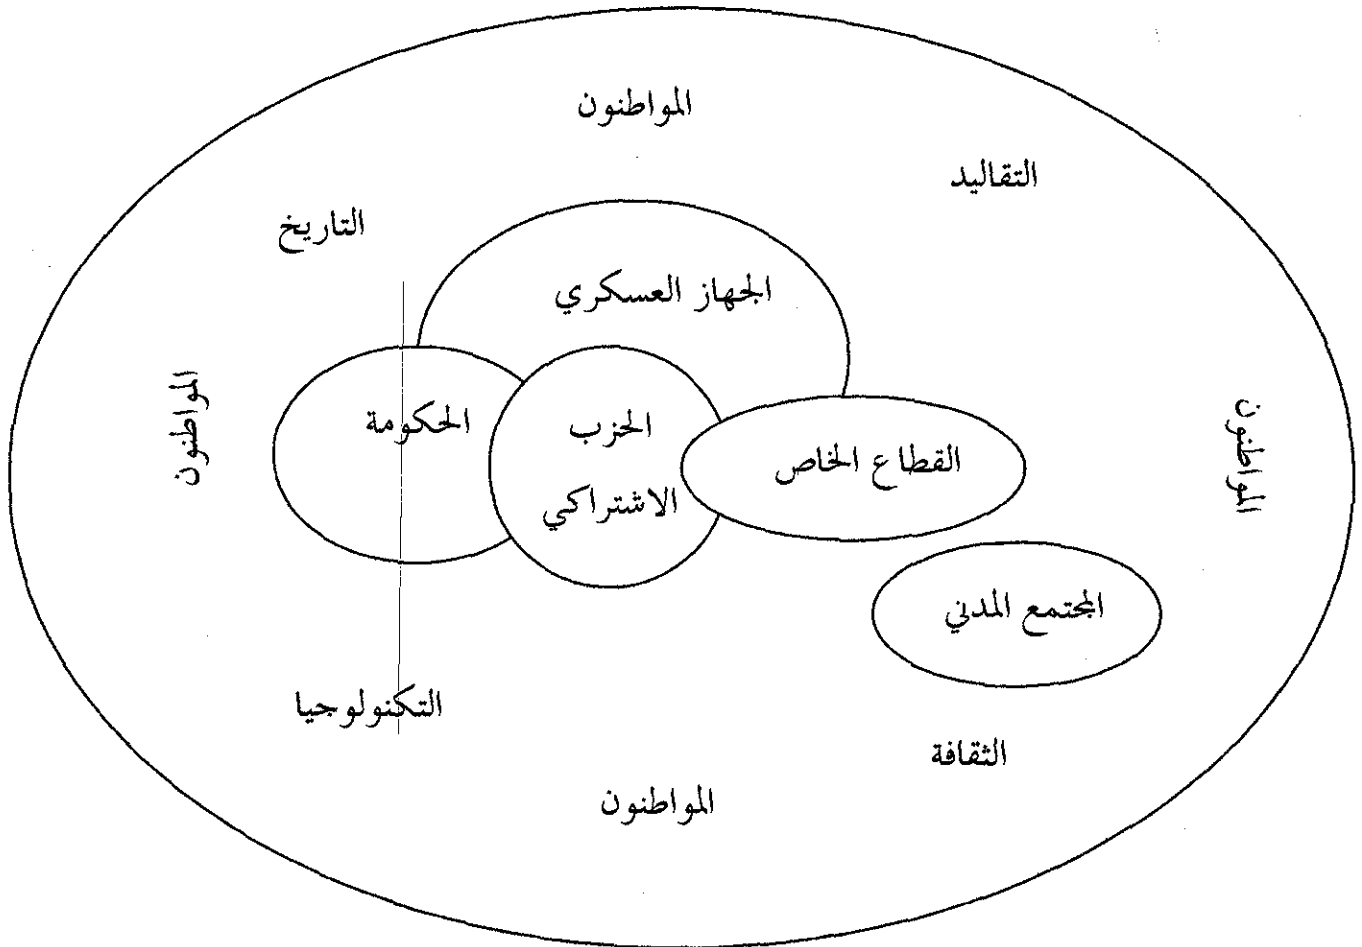 المواطنون
التقاليد
التاريخ
الجهاز العسكري
المواطنون
المواطنون
الحكومة
الحزب
الاشتراكي
القطاع الخاص
المجتمع المدني
التكنولوجيا
الثقافة
المواطنون